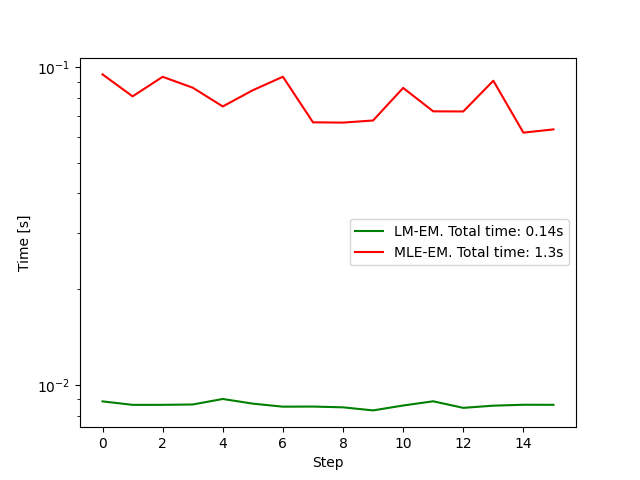 10⁻¹
10⁻²
Time [s]
LM-EM. Total time: 0.14s
MLE-EM. Total time: 1.3s
0 2 4 6 8 10 12 14
Step